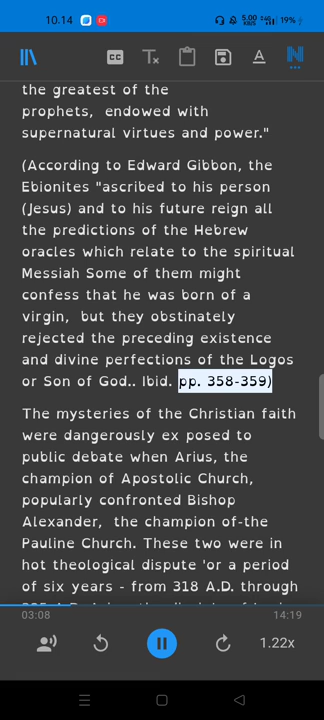 10.14
5.00 KB/S
19%
CC
the greatest of the
prophets, endowed with
supernatural virtues and power."
(According to Edward Gibbon, the
Ebionites "ascribed to his person
(Jesus) and to his future reign all
the predictions of the Hebrew
oracles which relate to the spiritual
Messiah Some of them might
confess that he was born of a
virgin, but they obstinately
rejected the preceding existence
and divine perfections of the Logos
or Son of God.. Ibid. pp. 358-359)
The mysteries of the Christian faith
were dangerously ex posed to
public debate when Arius, the
champion of Apostolic Church,
popularly confronted Bishop
Alexander, the champion of-the
Pauline Church. These two were in
hot theological dispute 'or a period
of six years - from 318 A.D. through
03:08
14:19
1.22x